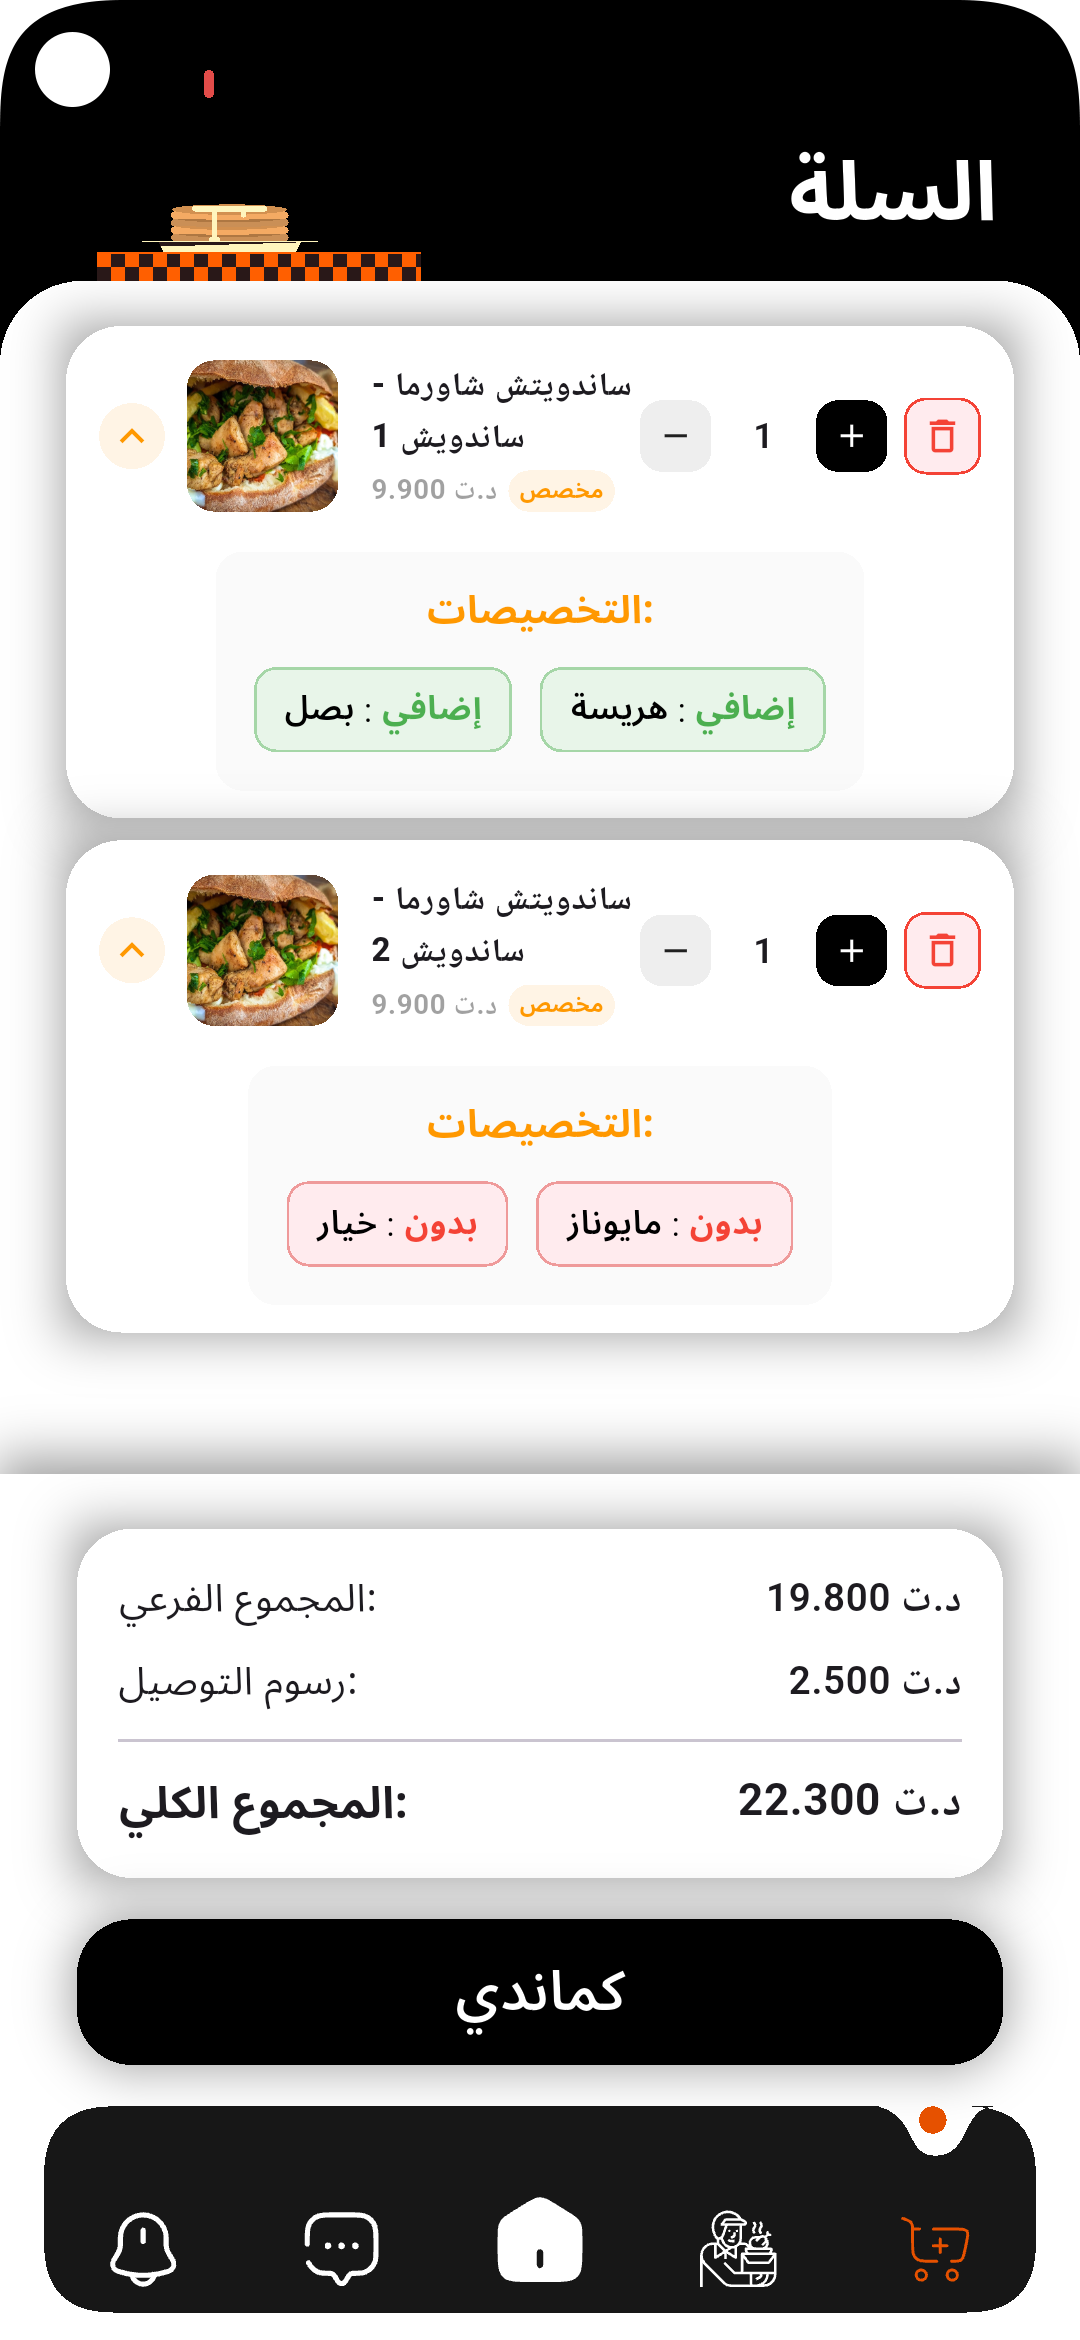 السلة
ساندويتش شاورما -
ساندويش 1
د.ت 9.900
مخصص
1
التخصيصات:
إضافي : هريسة
إضافي : بصل
ساندويتش شاورما -
ساندويش 2
د.ت 9.900
مخصص
1
التخصيصات:
بدون : مايوناز
بدون : خيار
المجموع الفرعي:
د.ت 19.800
رسوم التوصيل:
د.ت 2.500
المجموع الكلي:
د.ت 22.300
كماندي